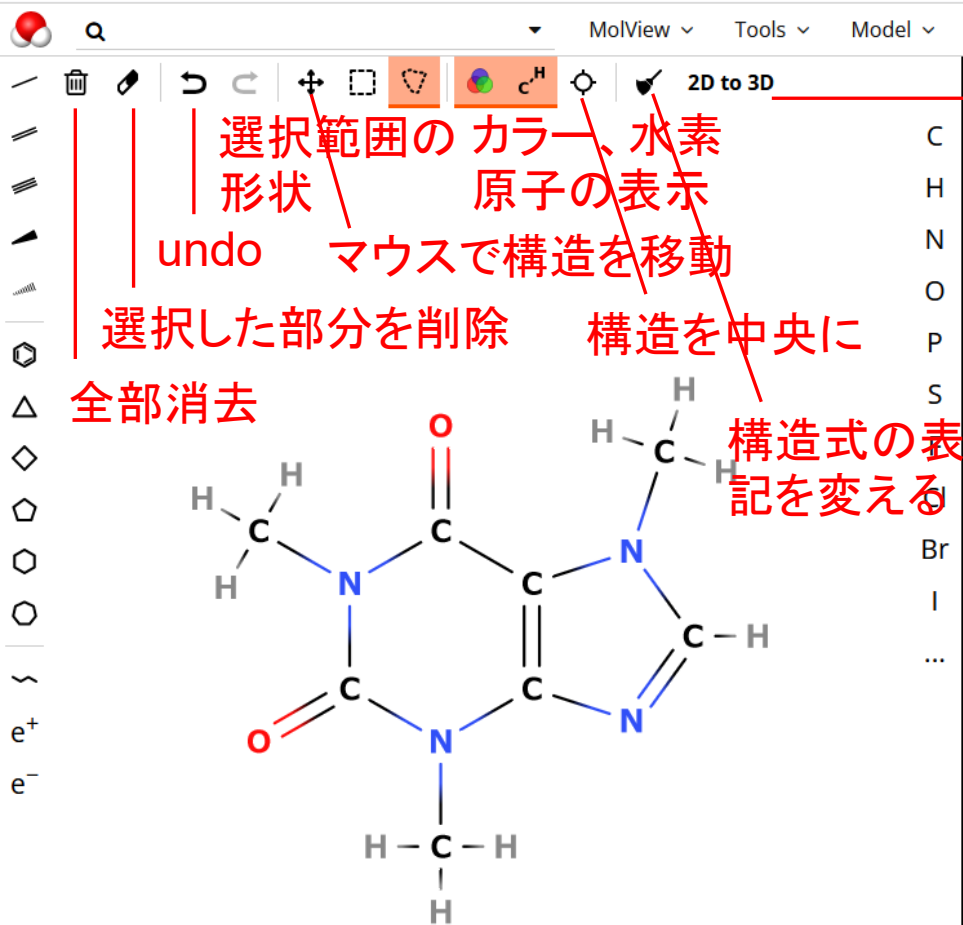 MolView Tools Model
C H
2D to 3D
選択範囲の
形状
カラー、水素
原子の表示
undo
マウスで構造を移動
選択した部分を削除
構造を中央に
全部消去
構造式の表
記を変える
C
H
N
O
P
S
F
Cl
Br
I
...
e+
e−
H
H C
H
O
H
H
C
H
C
N
C
N
C H
C
C
N
O
N
H C H
H